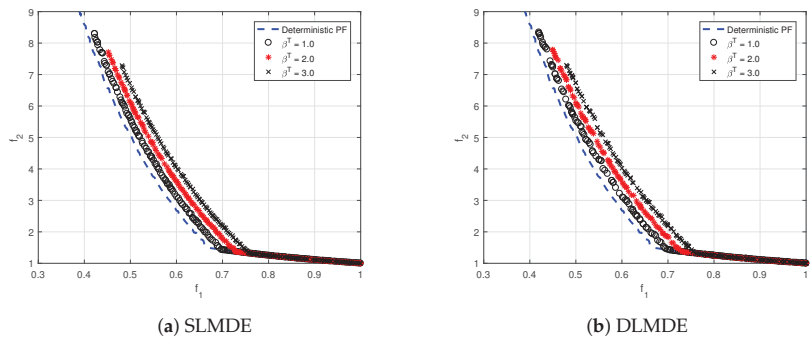 9
8
7
6
5
4
3
2
1
f2
0.3 0.4 0.5 0.6 0.7 0.8 0.9 1
f1
Deterministic PF
βT = 1.0
βT = 2.0
βT = 3.0
(a) SLMDE
9
8
7
6
5
4
3
2
1
f2
0.3 0.4 0.5 0.6 0.7 0.8 0.9 1
f1
Deterministic PF
βT = 1.0
βT = 2.0
βT = 3.0
(b) DLMDE